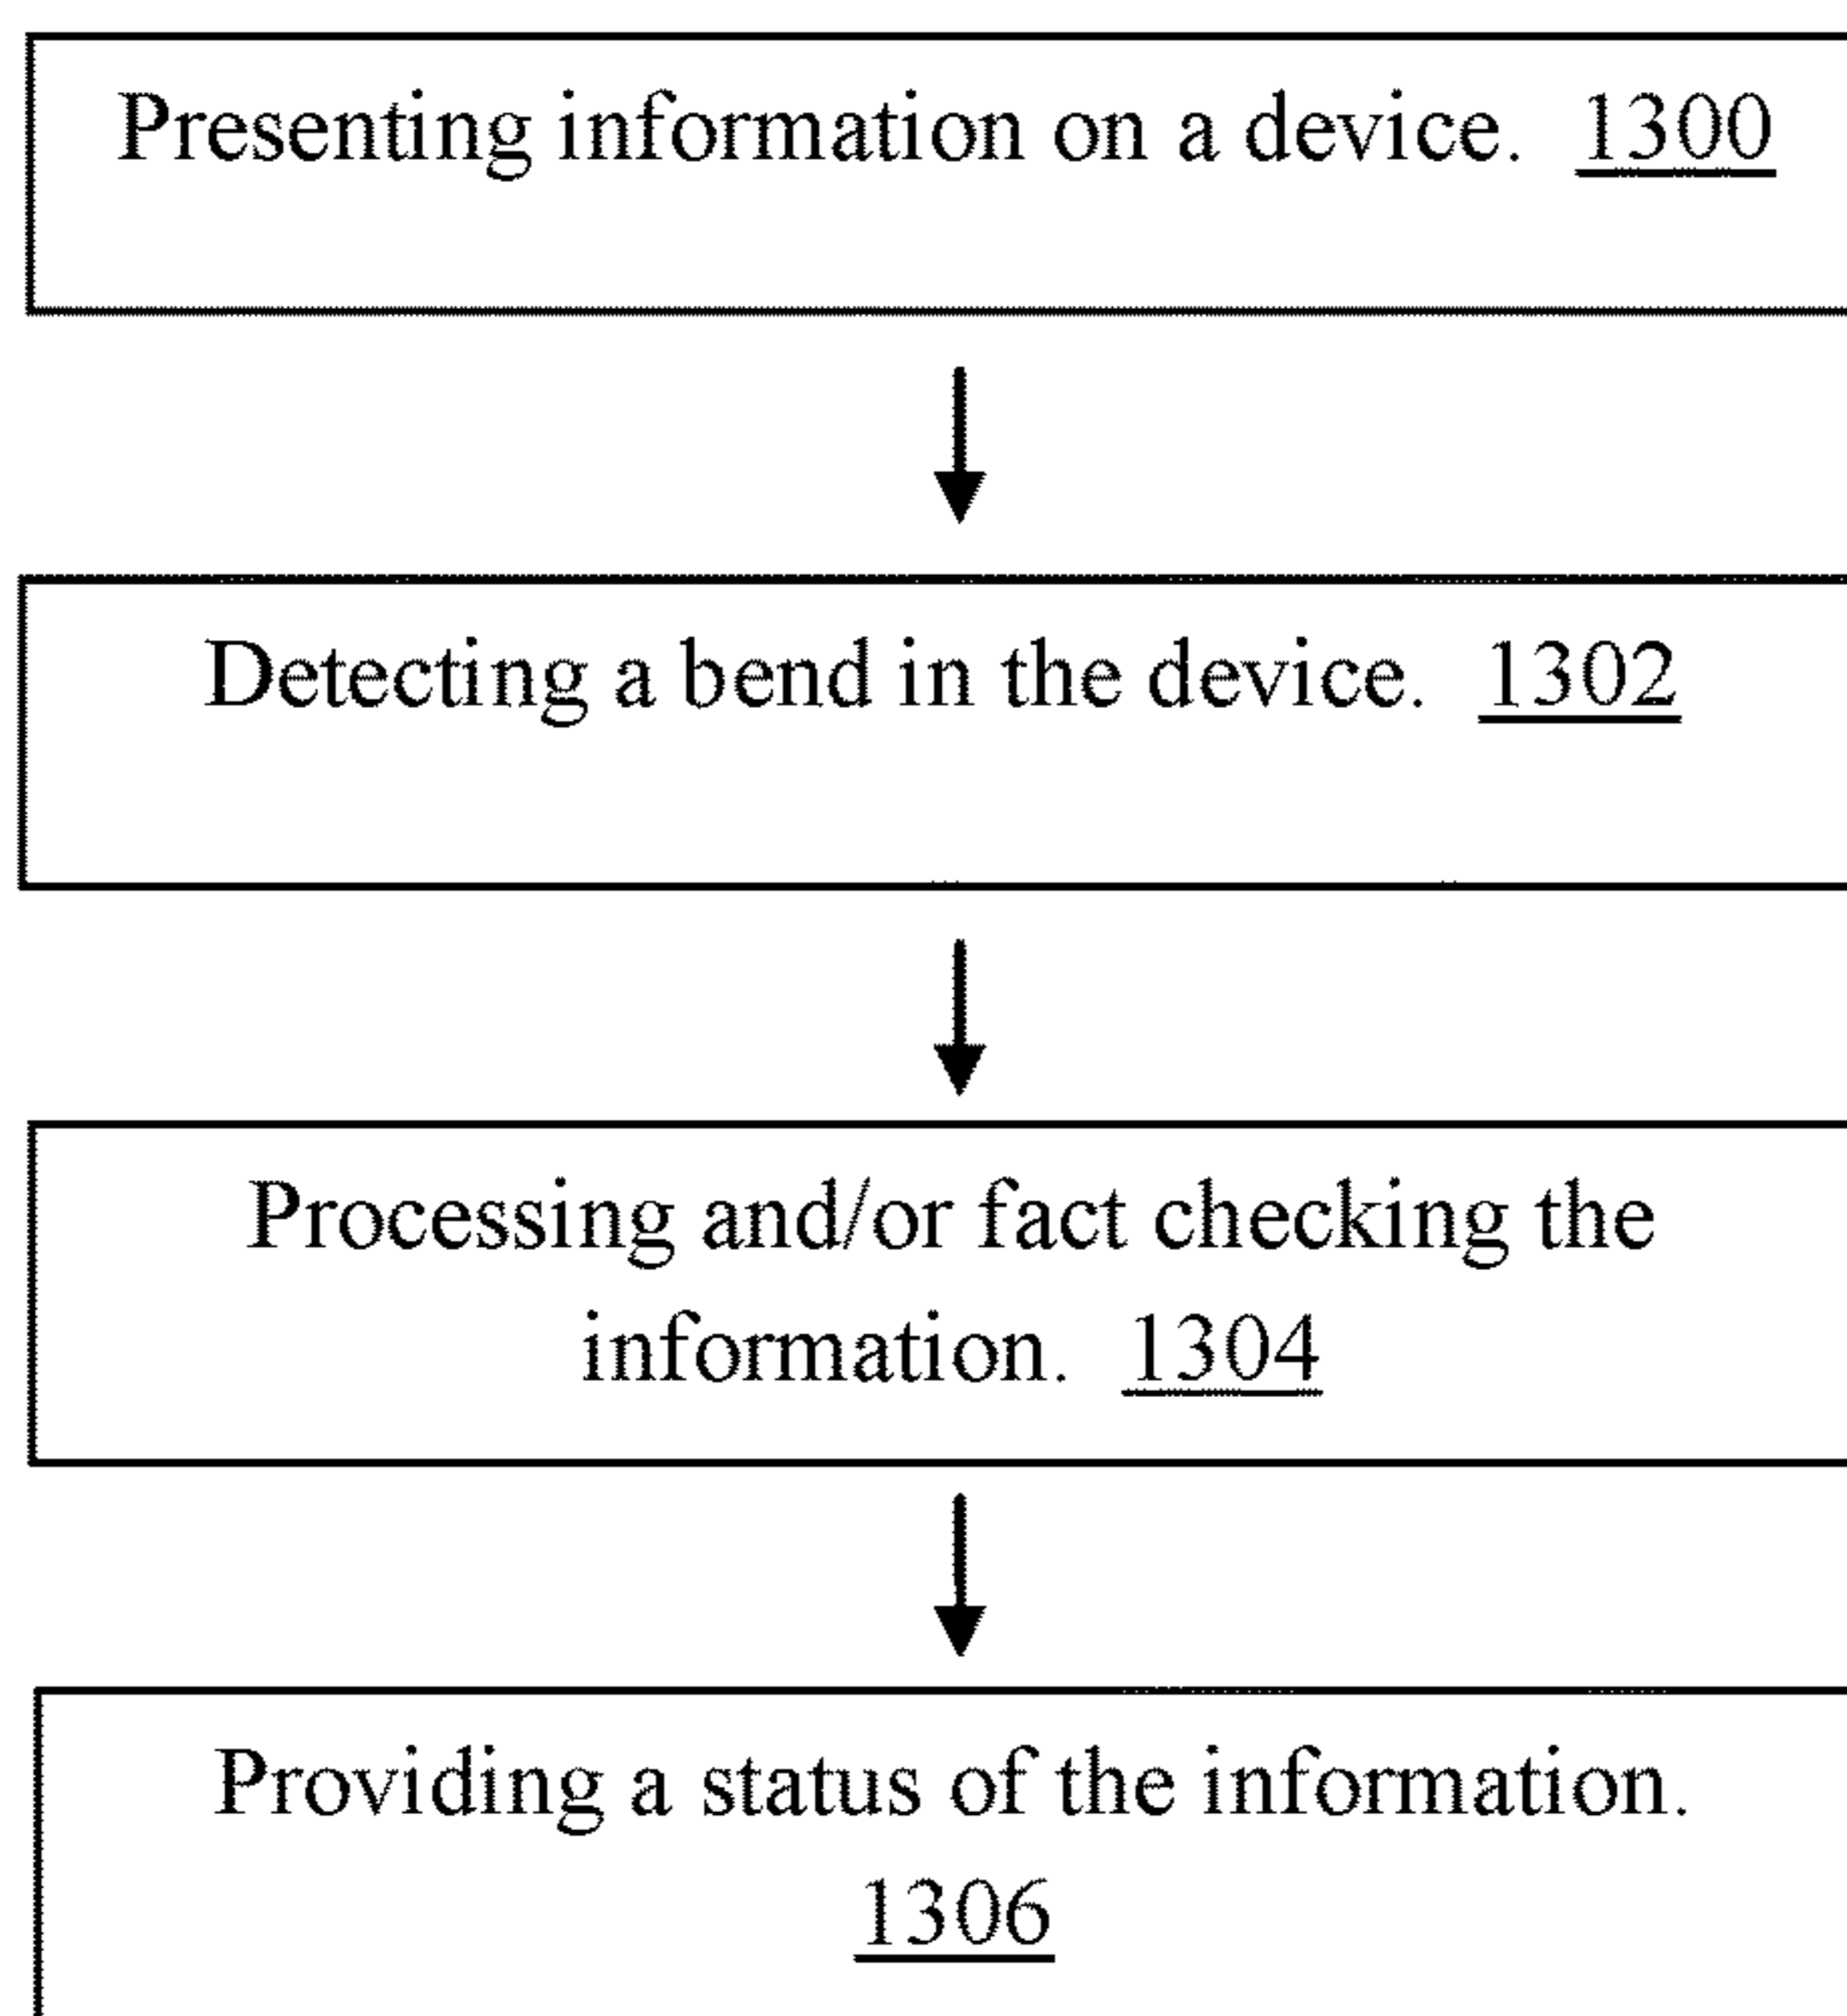 Presenting information on a device. 1300
Detecting a bend in the device. 1302
Processing and/or fact checking the
information. 1304
Providing a status of the information.
1306